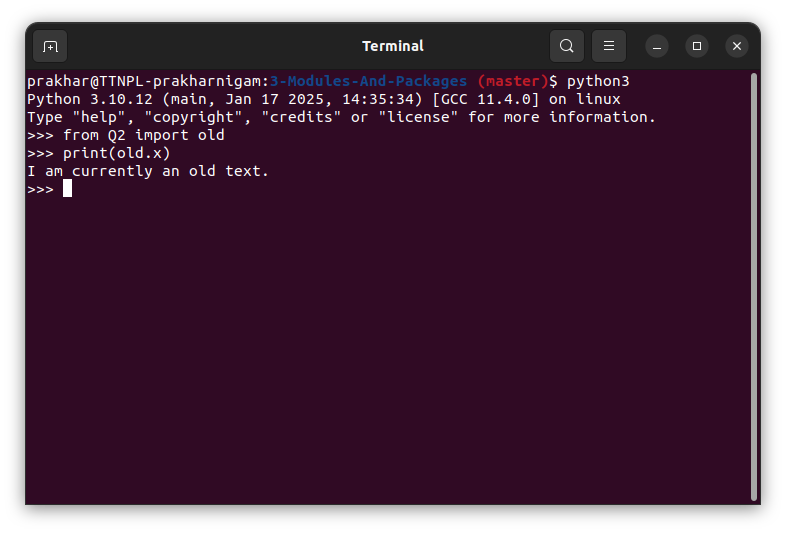 Terminal
prakhar@TTNPL-prakharnigam:3-Modules-And-Packages (master)$ python3
Python 3.10.12 (main, Jan 17 2025, 14:35:34) [GCC 11.4.0] on linux
Type "help", "copyright", "credits" or "license" for more information.
>>> from Q2 import old
>>> print(old.x)
I am currently an old text.
>>>